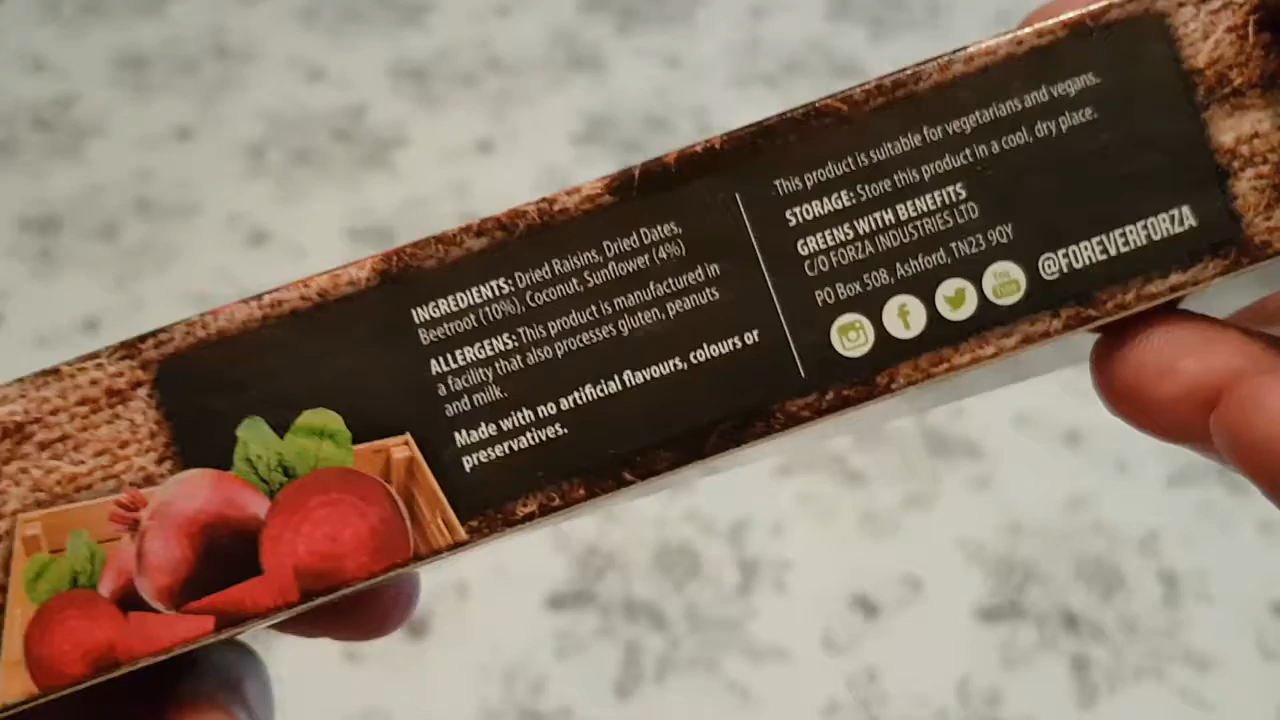 INGREDIENTS: Dried Raisins, Dried Dates,
Beetroot (10%), Coconut, Sunflower (4%)
ALLERGENS: This product is manufactured in
a facility that also processes gluten, peanuts
and milk.
Made with no artificial flavours, colours or
preservatives.
This product is suitable for vegetarians and vegans.
STORAGE: Store this product in a cool, dry place.
GREENS WITH BENEFITS
C/O FORZA INDUSTRIES LTD
PO Box 508, Ashford, TN23 9QY
You
Tube
@FOREVERFORZA